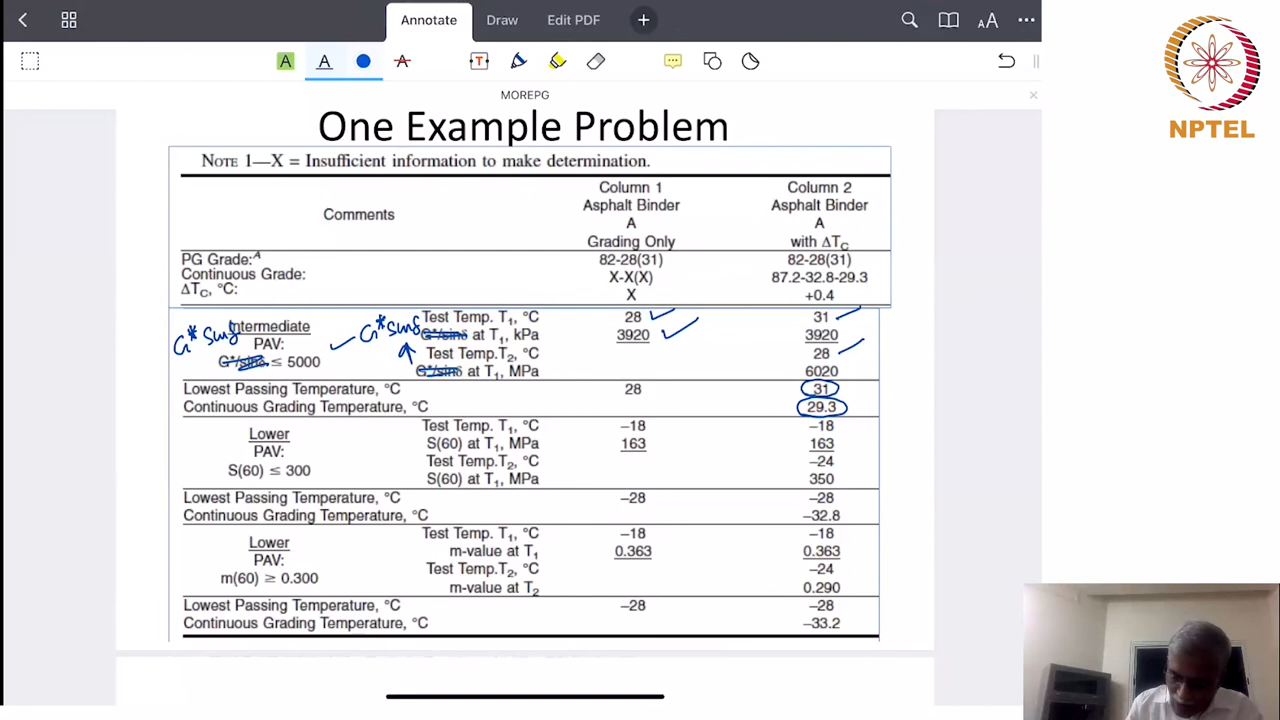 Annotate Draw Edit PDF +
A A A T AA
MOREPG
One Example Problem
NOTE 1—X = Insufficient information to make determination.
Comments
Column 1
Asphalt Binder
A
Grading Only
Column 2
Asphalt Binder
A
with ΔTC
PG Grade:A 82-28(31) 82-28(31)
Continuous Grade: X-X(X) 87.2-32.8-29.3
ΔTC, °C: X +0.4
G* sinδ
Intermediate
PAV:
G*/sinδ ≤ 5000
G* sinδ
Test Temp. T1, °C 28 31
G*/sinδ at T1, kPa 3920 3920
Test Temp.T2, °C 28
G*/sinδ at T1, MPa 6020
Lowest Passing Temperature, °C 28 31
Continuous Grading Temperature, °C 29.3
Lower
PAV:
S(60) ≤ 300
Test Temp. T1, °C –18 –18
S(60) at T1, MPa 163 163
Test Temp.T2, °C –24
S(60) at T1, MPa 350
Lowest Passing Temperature, °C –28 –28
Continuous Grading Temperature, °C –32.8
Lower
PAV:
m(60) ≥ 0.300
Test Temp. T1, °C –18 –18
m-value at T1 0.363 0.363
Test Temp.T2, °C –24
m-value at T2 0.290
Lowest Passing Temperature, °C –28 –28
Continuous Grading Temperature, °C –33.2
NPTEL